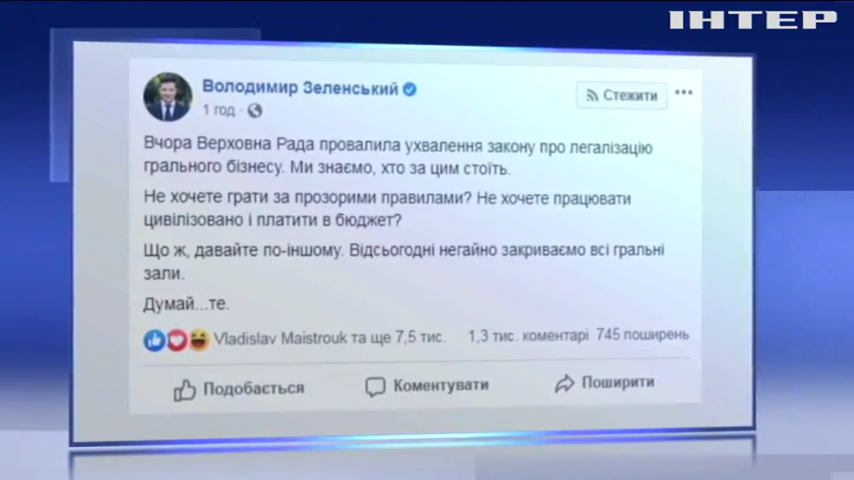 ІНТЕР
Володимир Зеленський
1 год ·
Стежити
Вчора Верховна Рада провалила ухвалення закону про легалізацію
грального бізнесу. Ми знаємо, хто за цим стоїть.
Не хочете грати за прозорими правилами? Не хочете працювати
цивілізовано і платити в бюджет?
Що ж, давайте по-іншому. Відсьогодні негайно закриваємо всі гральні
зали.
Думай...те.
Vladislav Maistrouk та ще 7,5 тис. 1,3 тис. коментарі 745 поширень
Подобається Коментувати Поширити